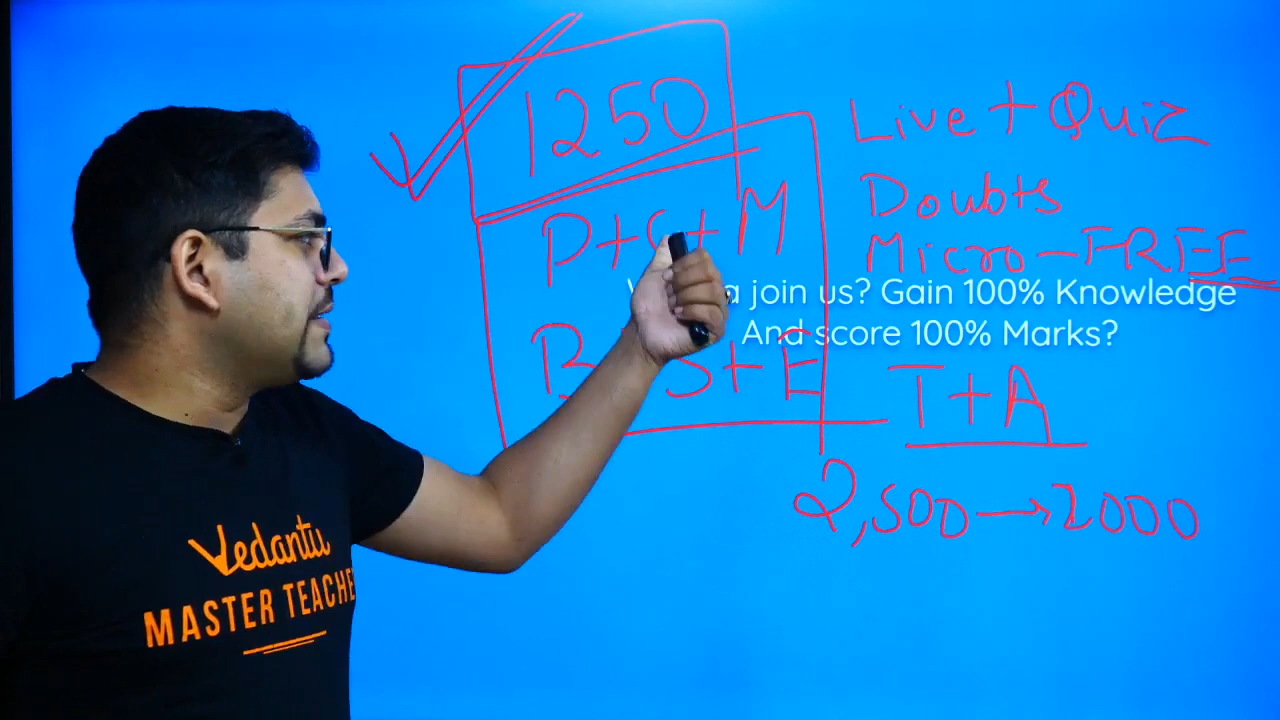 1250
P+C+M
B S+E
Live + Quiz
Doubts
Micro-FREE
join us? Gain 100% Knowledge
And score 100% Marks?
T+A
2,500→2000
Vedantu
MASTER TEACHE